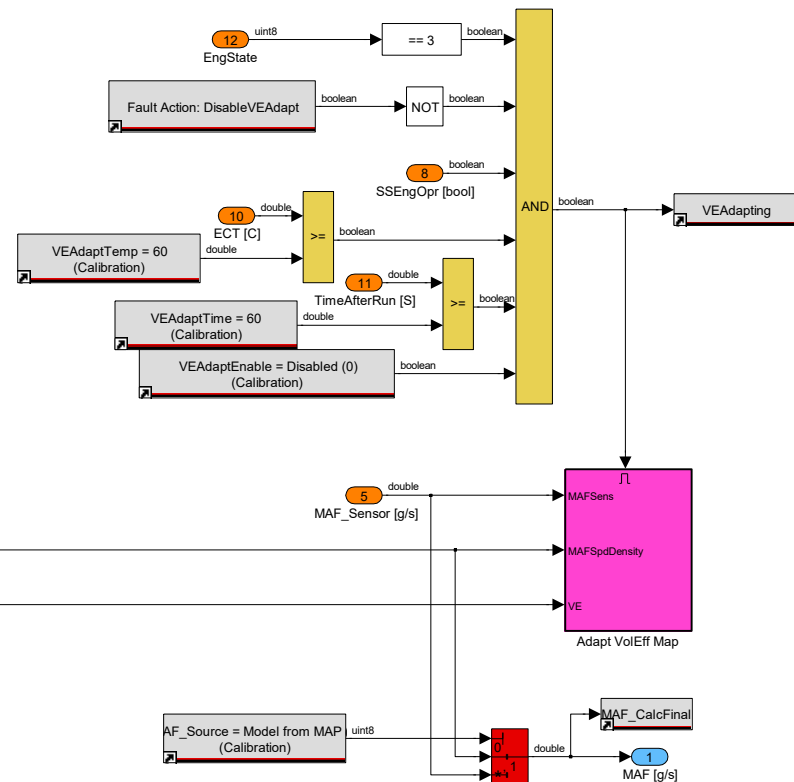 12
uint8
EngState
== 3
boolean
Fault Action: DisableVEAdapt
boolean
NOT
boolean
8
boolean
SSEngOpr [bool]
AND
boolean
VEAdapting
10
double
ECT [C]
>=
boolean
VEAdaptTemp = 60
(Calibration)
double
11
double
TimeAfterRun [S]
>=
boolean
VEAdaptTime = 60
(Calibration)
double
VEAdaptEnable = Disabled (0)
(Calibration)
boolean
5
double
MAF_Sensor [g/s]
MAFSens
MAFSpdDensity
VE
Adapt VolEff Map
AF_Source = Model from MAP
(Calibration)
uint8
0
1
double
MAF_CalcFinal
1
MAF [g/s]